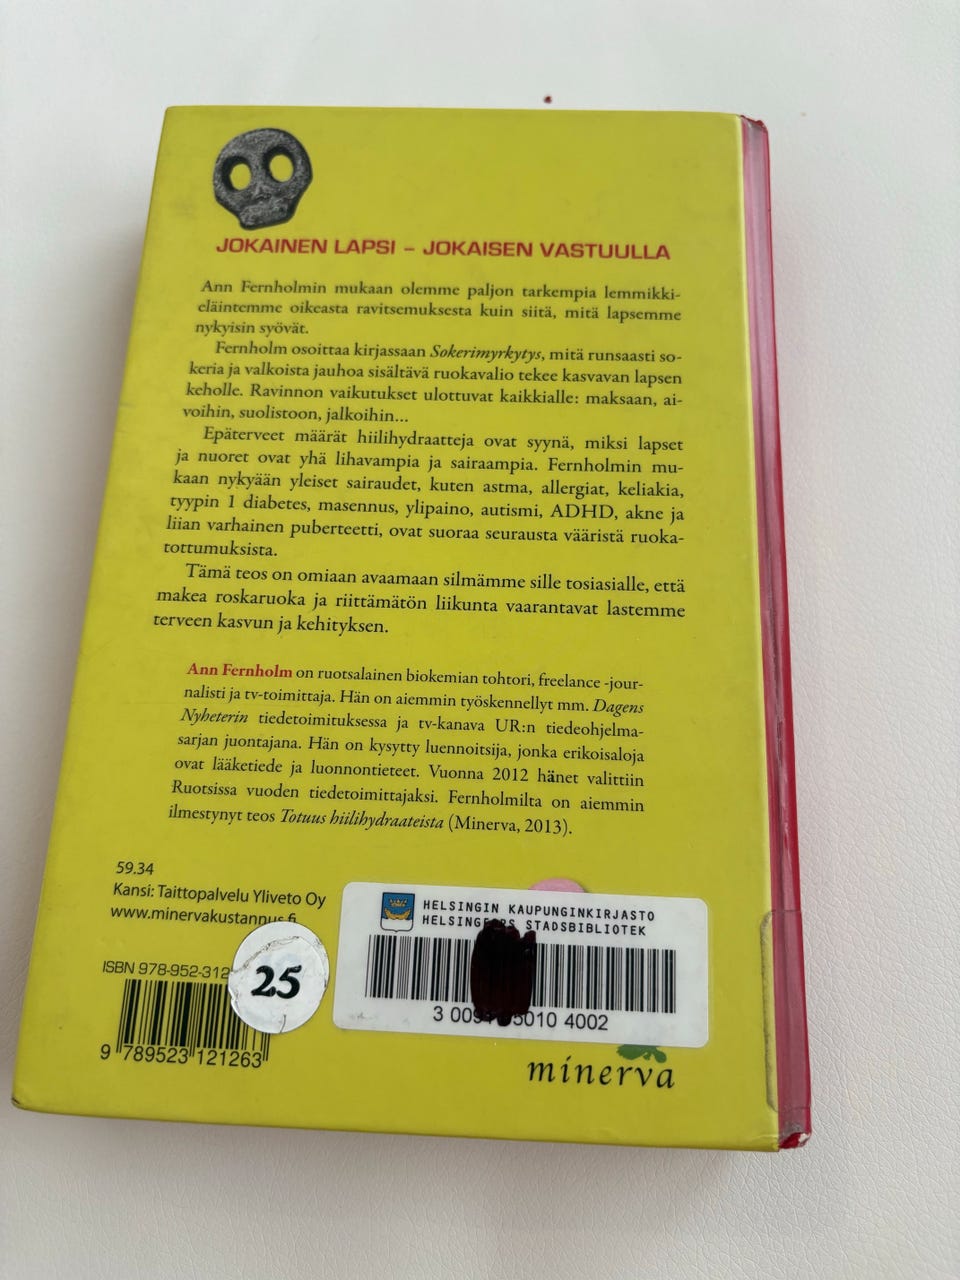 JOKAINEN LAPSI – JOKAISEN VASTUULLA
Ann Fernholmin mukaan olemme paljon tarkempia lemmikki-
eläintemme oikeasta ravitsemuksesta kuin siitä, mitä lapsemme
nykyisin syövät.
Fernholm osoittaa kirjassaan Sokerimyrkytys, mitä runsaasti so-
keria ja valkoista jauhoa sisältävä ruokavalio tekee kasvavan lapsen
keholle. Ravinnon vaikutukset ulottuvat kaikkialle: maksaan, ai-
voihin, suolistoon, jalkoihin...
Epäterveet määrät hiilihydraatteja ovat syynä, miksi lapset
ja nuoret ovat yhä lihavampia ja sairaampia. Fernholmin mu-
kaan nykyään yleiset sairaudet, kuten astma, allergiat, keliakia,
tyypin 1 diabetes, masennus, ylipaino, autismi, ADHD, akne ja
liian varhainen puberteetti, ovat suoraa seurausta vääristä ruoka-
tottumuksista.
Tämä teos on omiaan avaamaan silmämme sille tosiasialle, että
makea roskaruoka ja riittämätön liikunta vaarantavat lastemme
terveen kasvun ja kehityksen.
Ann Fernholm on ruotsalainen biokemian tohtori, freelance -jour-
nalisti ja tv-toimittaja. Hän on aiemmin työskennellyt mm. Dagens
Nyheterin tiedetoimituksessa ja tv-kanava UR:n tiedeohjelma-
sarjan juontajana. Hän on kysytty luennoitsija, jonka erikoisaloja
ovat lääketiede ja luonnontieteet. Vuonna 2012 hänet valittiin
Ruotsissa vuoden tiedetoimittajaksi. Fernholmilta on aiemmin
ilmestynyt teos Totuus hiilihydraateista (Minerva, 2013).
59.34
Kansi: Taittopalvelu Yliveto Oy
www.minervakustannus.fi
HELSINGIN KAUPUNGINKIRJASTO
HELSINGFORS STADSBIBLIOTEK
ISBN 978-952-312
25
3 009 5010 4002
9 789523 121263
minerva